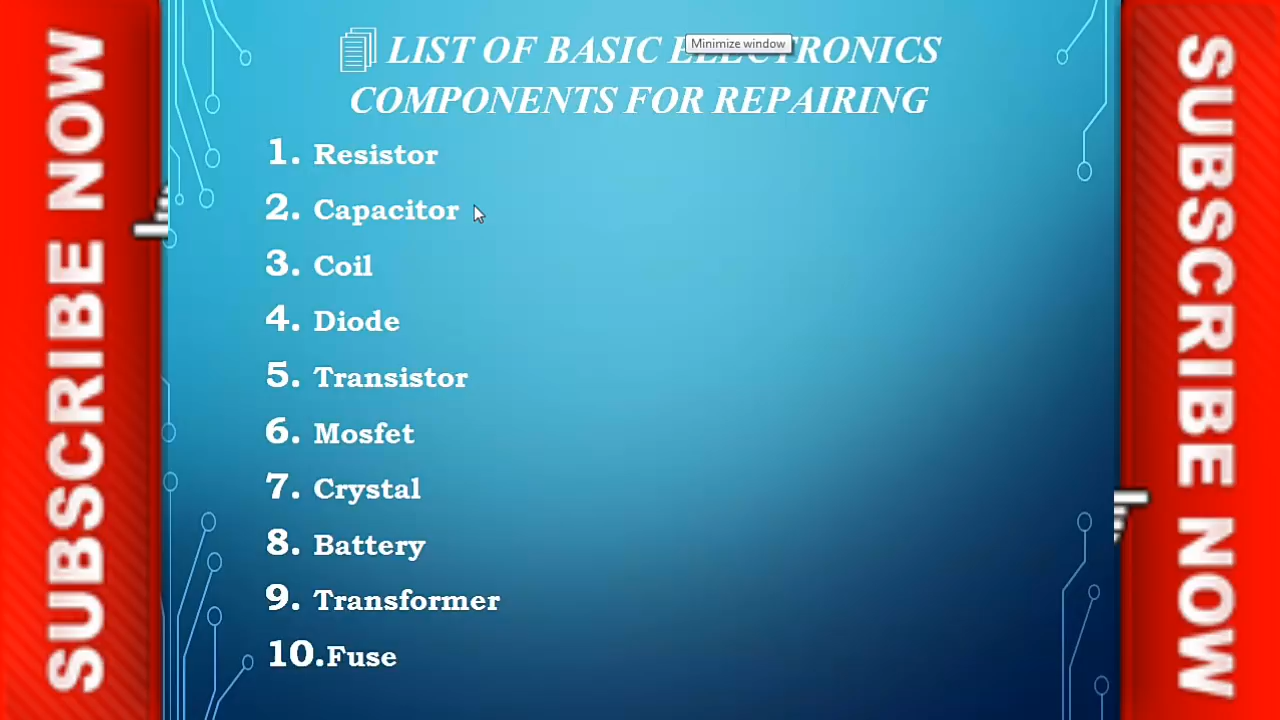 SUBSCRIBE NOW
LIST OF BASIC ELECTRONICS
Minimize window
COMPONENTS FOR REPAIRING
1. Resistor
2. Capacitor
3. Coil
4. Diode
5. Transistor
6. Mosfet
7. Crystal
8. Battery
9. Transformer
10.Fuse
SUBSCRIBE NOW